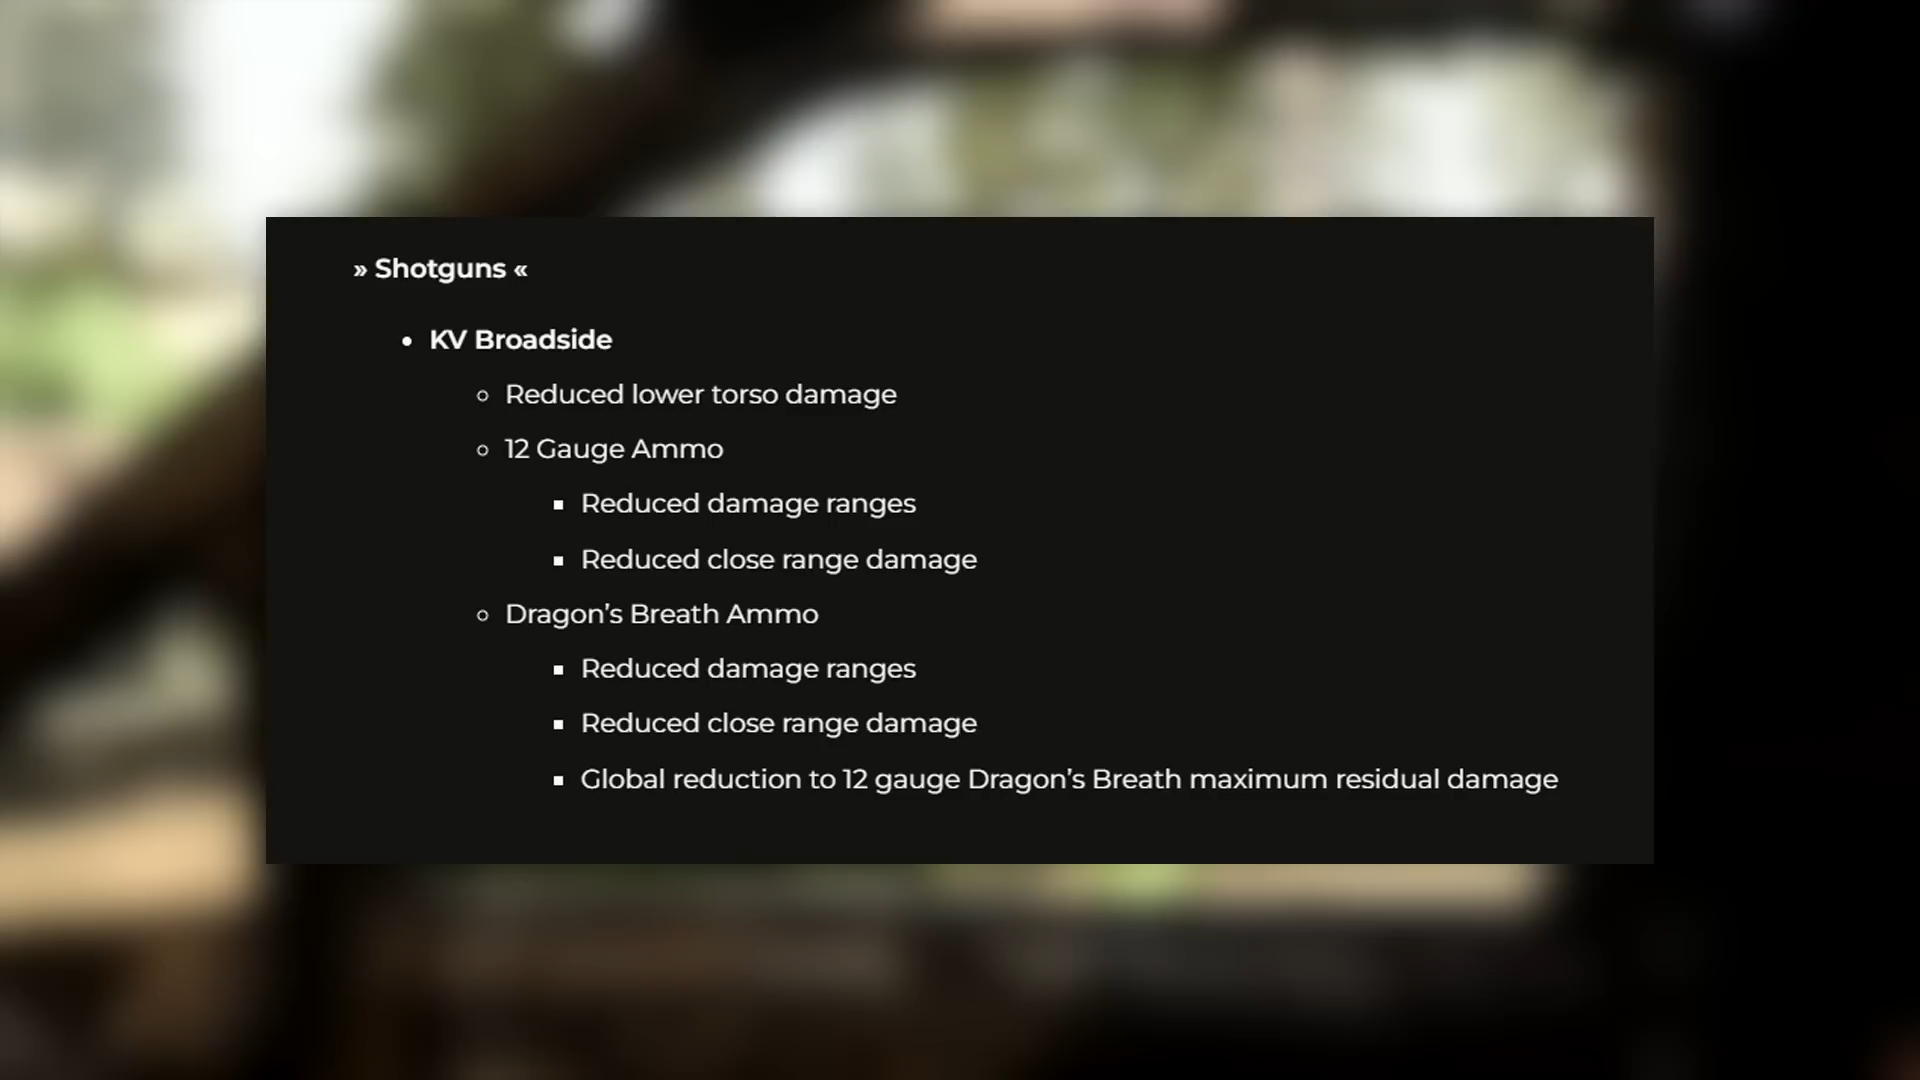 » Shotguns «
KV Broadside
Reduced lower torso damage
12 Gauge Ammo
Reduced damage ranges
Reduced close range damage
Dragon’s Breath Ammo
Reduced damage ranges
Reduced close range damage
Global reduction to 12 gauge Dragon’s Breath maximum residual damage